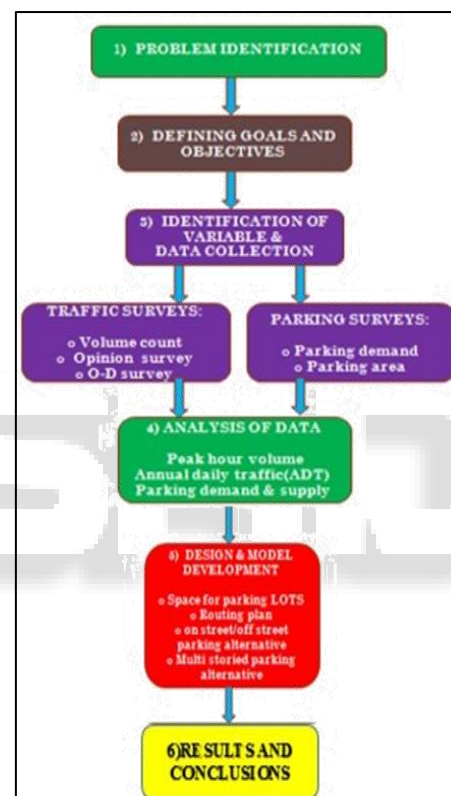 1) PROBLEM IDENTIFICATION
2) DEFINING GOALS AND
OBJECTIVES
3) IDENTIFICATION OF
VARIABLE &
DATA COLLECTION
TRAFFIC SURVEYS:
o Volume count
o Opinion survey
o O-D survey
PARKING SURVEYS:
o Parking demand
o Parking area
4) ANALYSIS OF DATA
Peak hour volume
Annual daily traffic(ADT)
Parking demand & supply
5) DESIGN & MODEL
DEVELOPMENT
o Space for parking LOTS
o Routing plan
o on street/off street
parking alternative
o Multi storied parking
alternative
6)RESULTS AND
CONCLUSIONS